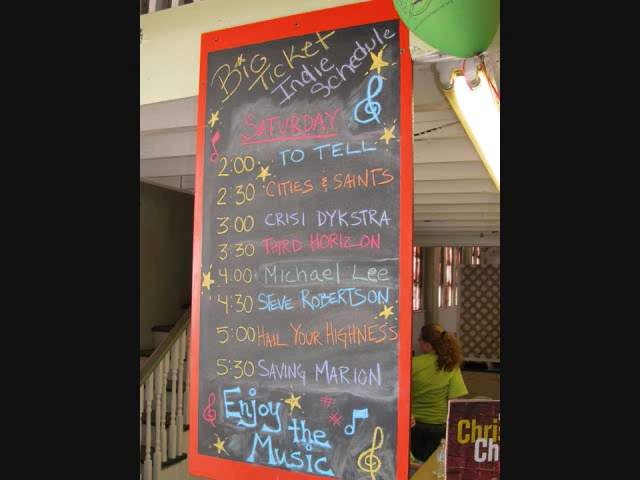 Big Ticket
Indie Schedule
SATURDAY
2:00 TO TELL
2:30 CITIES & SAINTS
3:00 CRISI DYKSTRA
3:30 THIRD HORIZON
4:00 MICHAEL LEE
4:30 STEVE ROBERTSON
5:00 HAIL YOUR HIGHNESS
5:30 SAVING MARION
Enjoy
the
Music
Chri
Ch